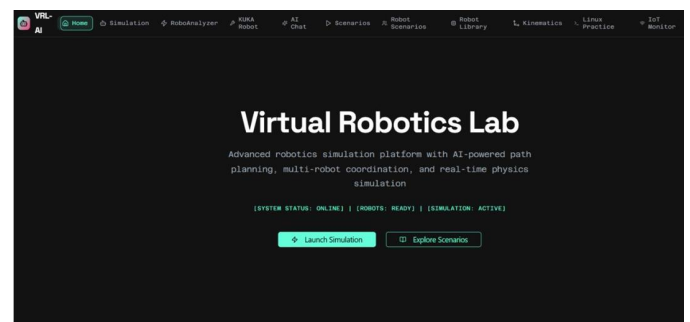 VRL-AI
Home
Simulation
RoboAnalyzer
KUKA Robot
AI Chat
Scenarios
Robot Scenarios
Robot Library
Kinematics
Linux Practice
IoT Monitor
Virtual Robotics Lab
Advanced robotics simulation platform with AI-powered path
planning, multi-robot coordination, and real-time physics
simulation
[SYSTEM STATUS: ONLINE] | [ROBOTS: READY] | [SIMULATION: ACTIVE]
Launch Simulation
Explore Scenarios